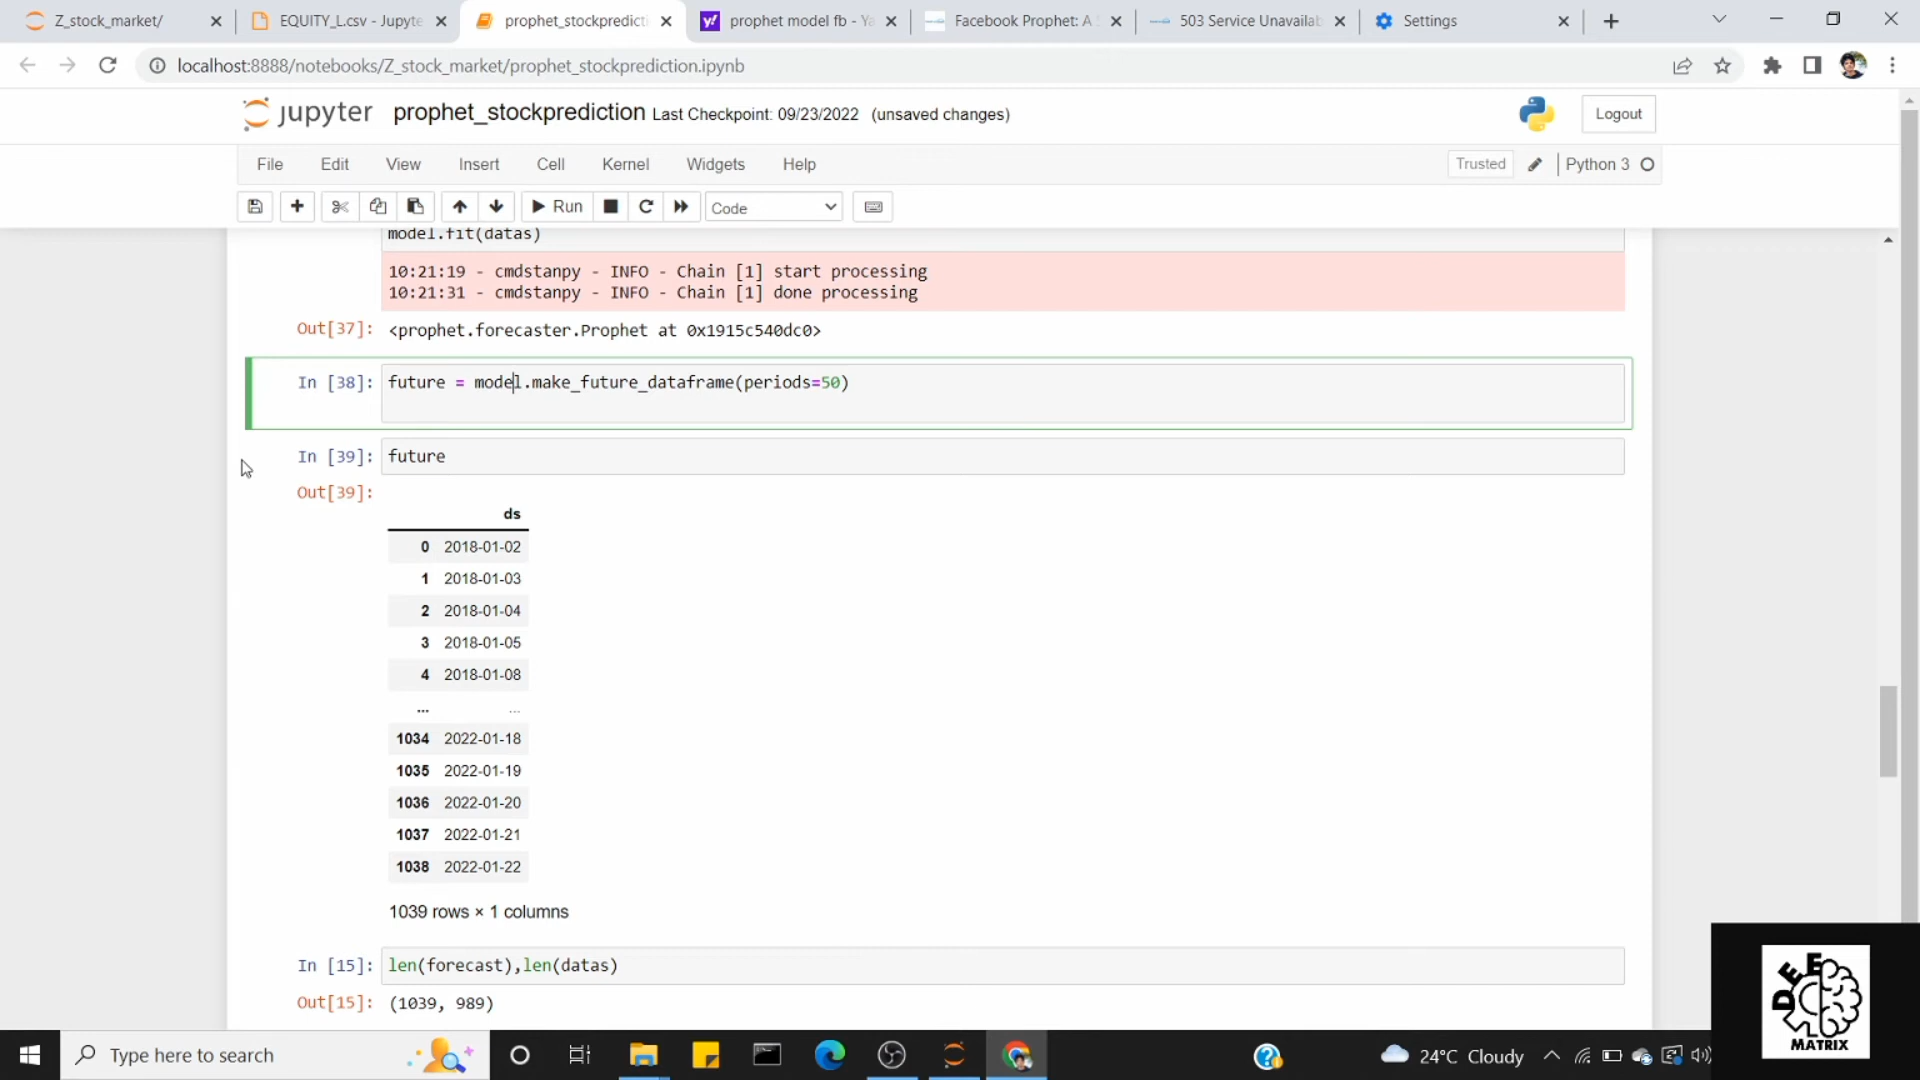 Z_stock_market/
EQUITY_L.csv - Jupyte
prophet_stockpredicti
prophet model fb - Ya
Facebook Prophet: A
503 Service Unavailab
Settings
localhost:8888/notebooks/Z_stock_market/prophet_stockprediction.ipynb
jupyter prophet_stockprediction Last Checkpoint: 09/23/2022 (unsaved changes)
Logout
File Edit View Insert Cell Kernel Widgets Help
Trusted Python 3
Run Code
model.fit(datas)
10:21:19 - cmdstanpy - INFO - Chain [1] start processing
10:21:31 - cmdstanpy - INFO - Chain [1] done processing
Out[37]: <prophet.forecaster.Prophet at 0x1915c540dc0>
In [38]: future = model.make_future_dataframe(periods=50)
In [39]: future
Out[39]:
ds
0 2018-01-02
1 2018-01-03
2 2018-01-04
3 2018-01-05
4 2018-01-08
... ...
1034 2022-01-18
1035 2022-01-19
1036 2022-01-20
1037 2022-01-21
1038 2022-01-22
1039 rows × 1 columns
In [15]: len(forecast),len(datas)
Out[15]: (1039, 989)
Type here to search
24°C Cloudy
DEE
MATRIX